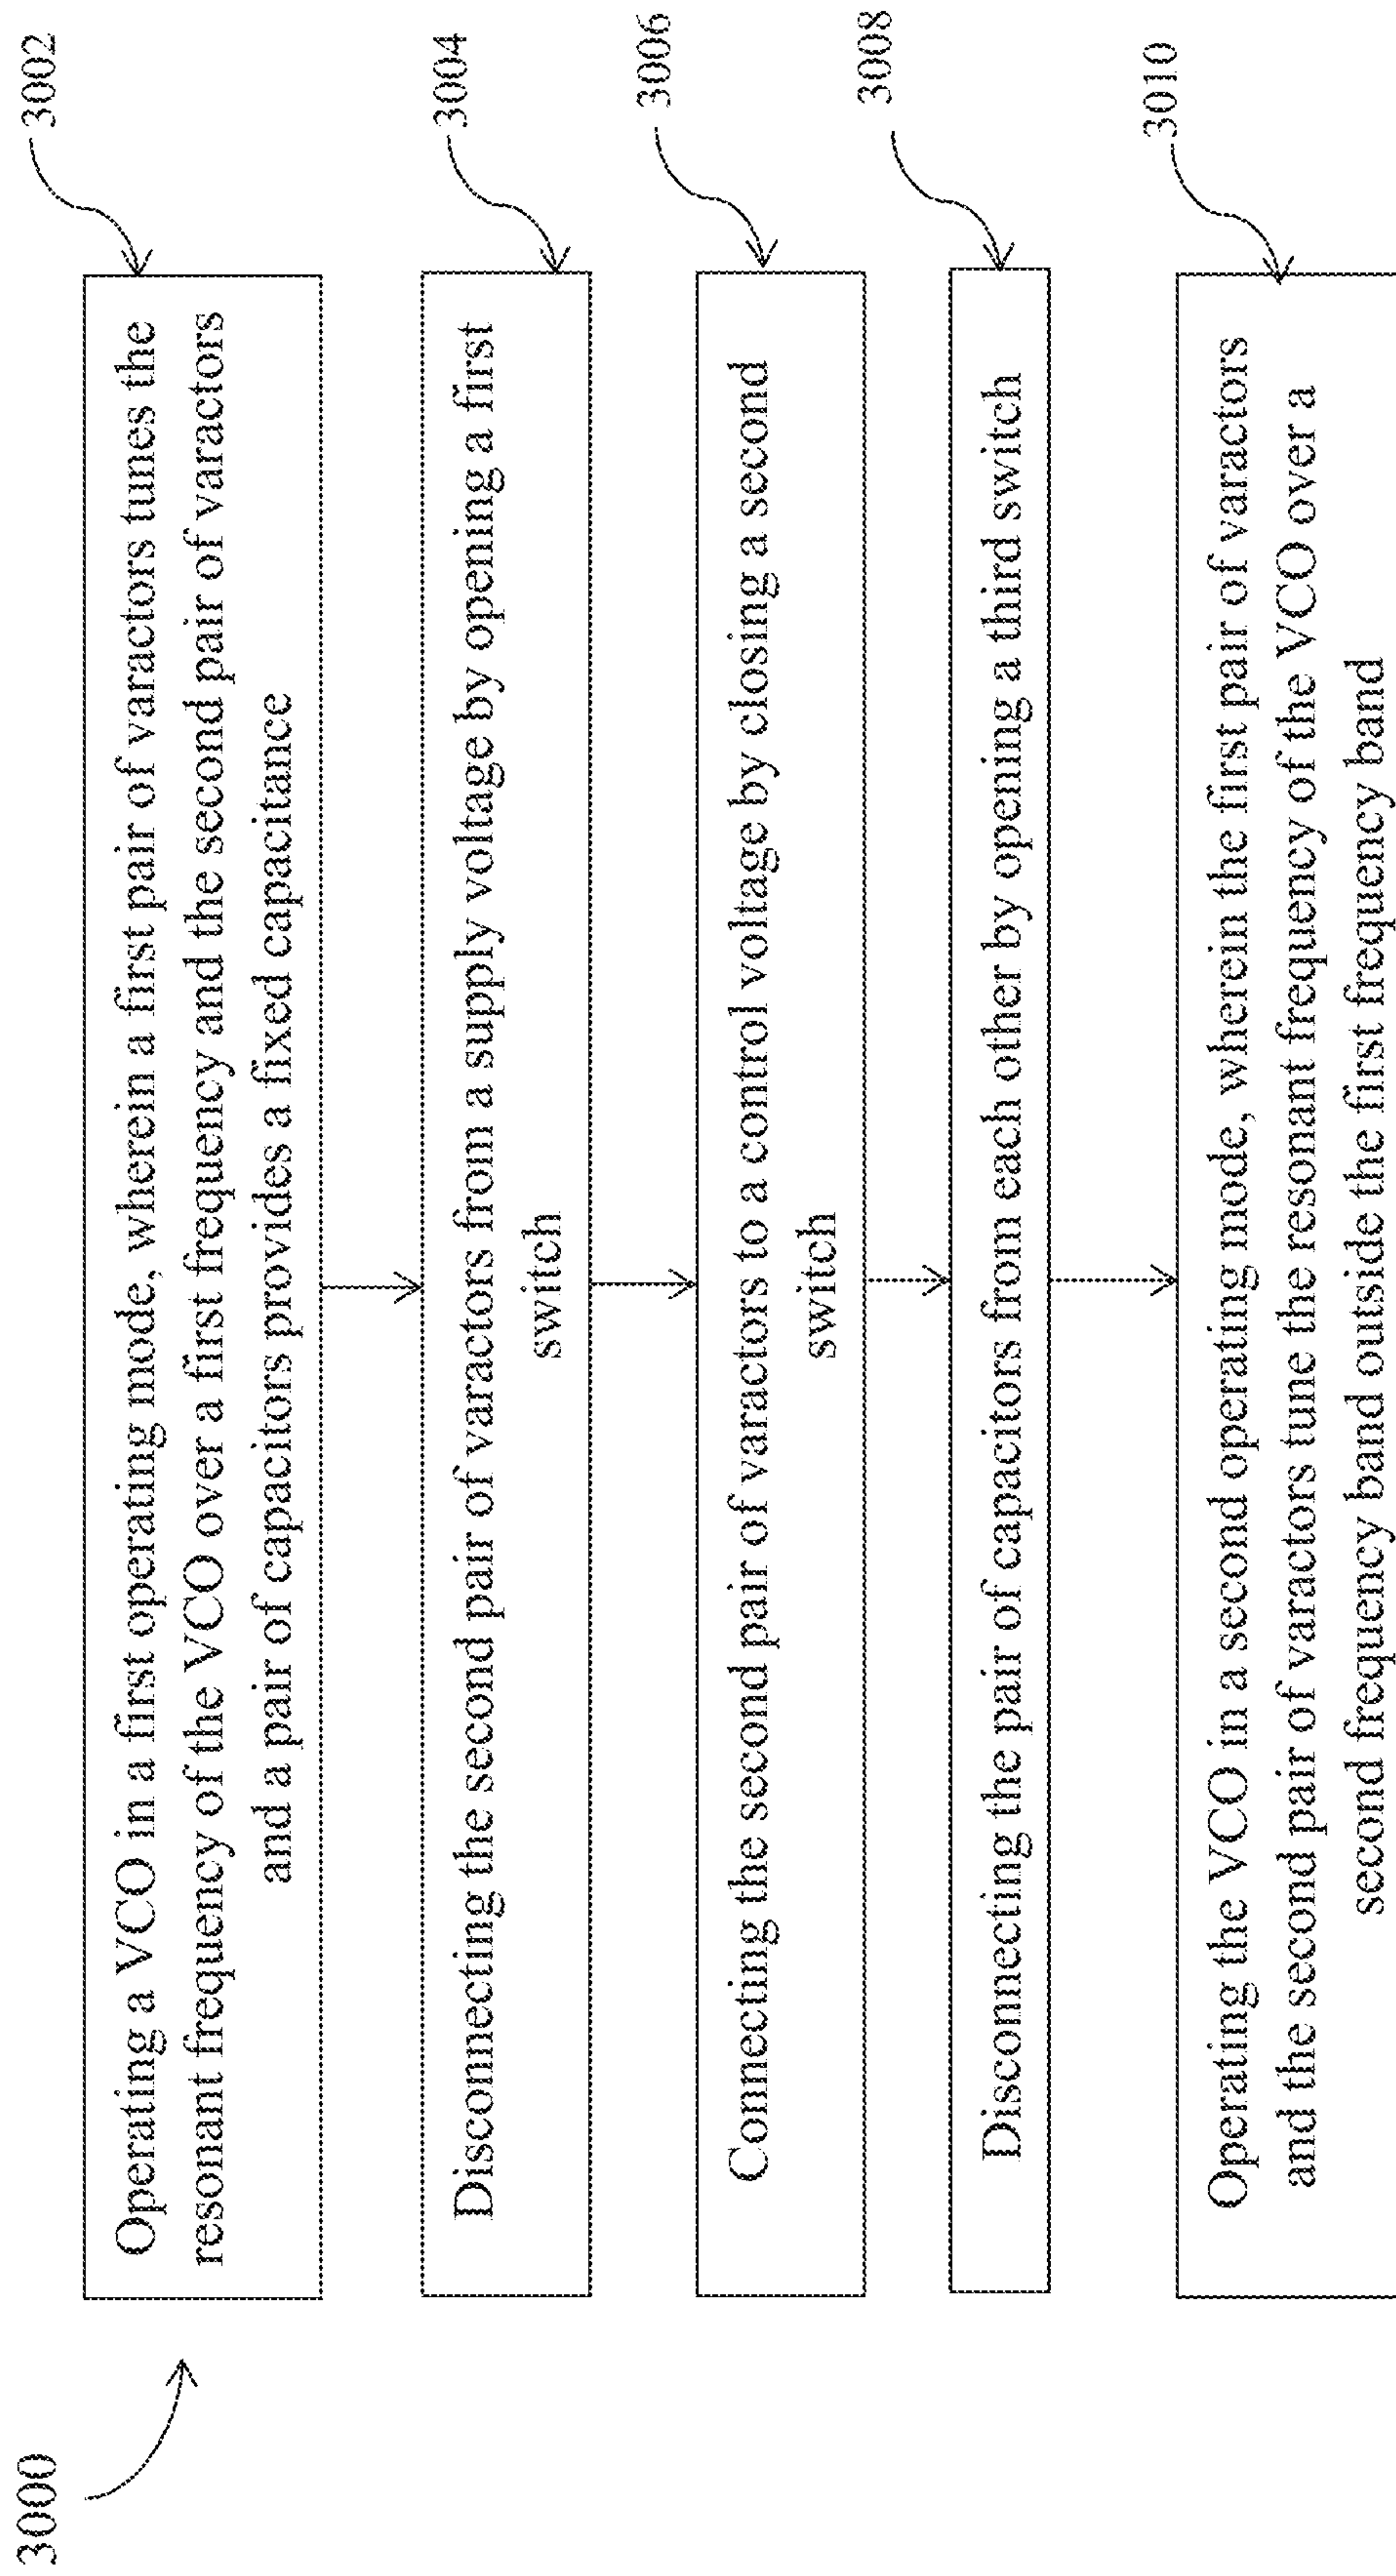 3000
3002
Operating a VCO in a first operating mode, wherein a first pair of varactors tunes the
resonant frequency of the VCO over a first frequency and the second pair of varactors
and a pair of capacitors provides a fixed capacitance
3004
Disconnecting the second pair of varactors from a supply voltage by opening a first
switch
3006
Connecting the second pair of varactors to a control voltage by closing a second
switch
3008
Disconnecting the pair of capacitors from each other by opening a third switch
3010
Operating the VCO in a second operating mode, wherein the first pair of varactors
and the second pair of varactors tune the resonant frequency of the VCO over a
second frequency band outside the first frequency band